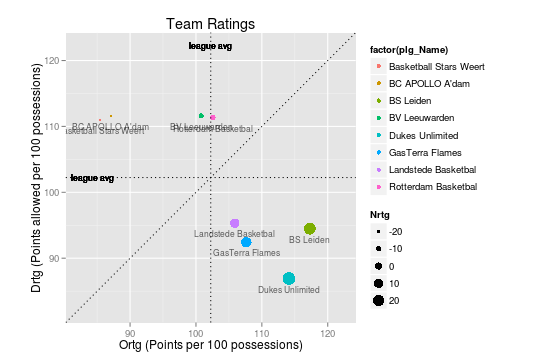 Team Ratings
league avg
120
BC APOLLO A'dam
asketball Stars Weert
BV Leeuwarden
Rotterdam Basketbal
110
league avg
100
Landstede Basketbal
BS Leiden
GasTerra Flames
90
Dukes Unlimited
90
100
110
120
Ortg (Points per 100 possessions)
Drtg (Points allowed per 100 possessions)
factor(plg_Name)
Basketball Stars Weert
BC APOLLO A'dam
BS Leiden
BV Leeuwarden
Dukes Unlimited
GasTerra Flames
Landstede Basketbal
Rotterdam Basketbal
Nrtg
-20
-10
0
10
20